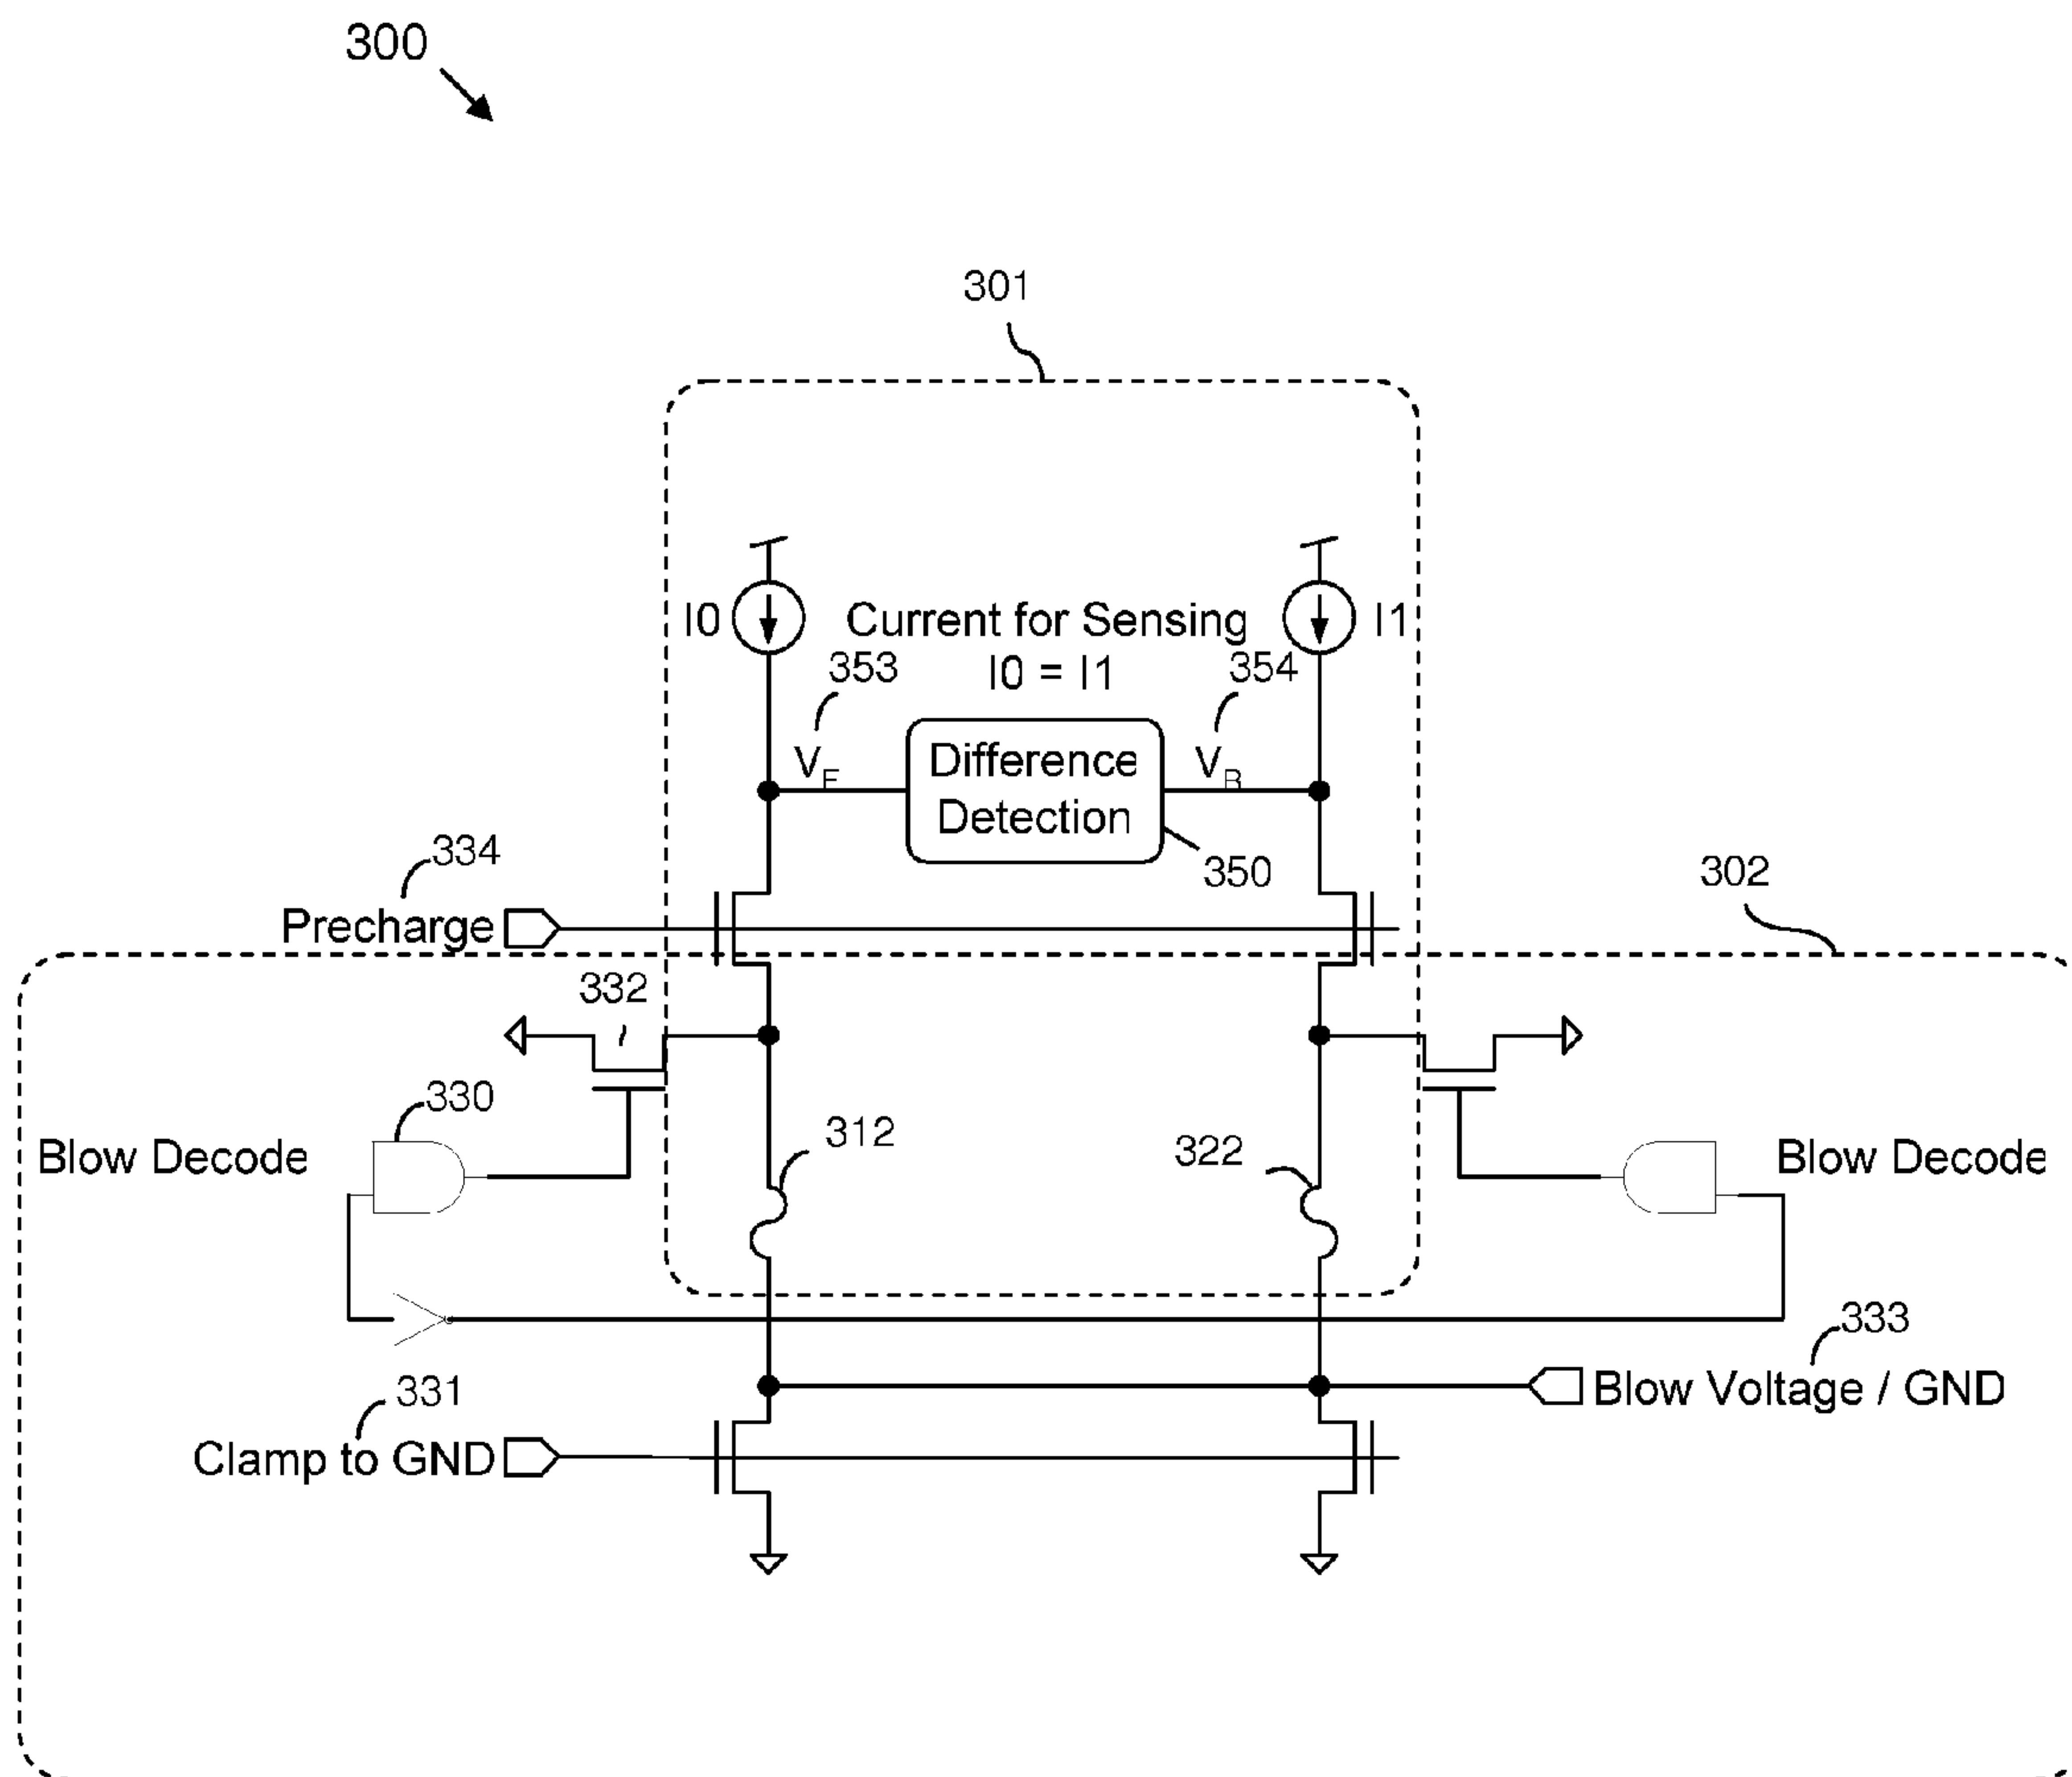 300
301
I0 Current for Sensing I1
I0 = I1
353
354
V
V
Difference
Detection
350
334
Precharge
302
332
330
Blow Decode
312
322
Blow Decode
333
331
Blow Voltage / GND
Clamp to GND